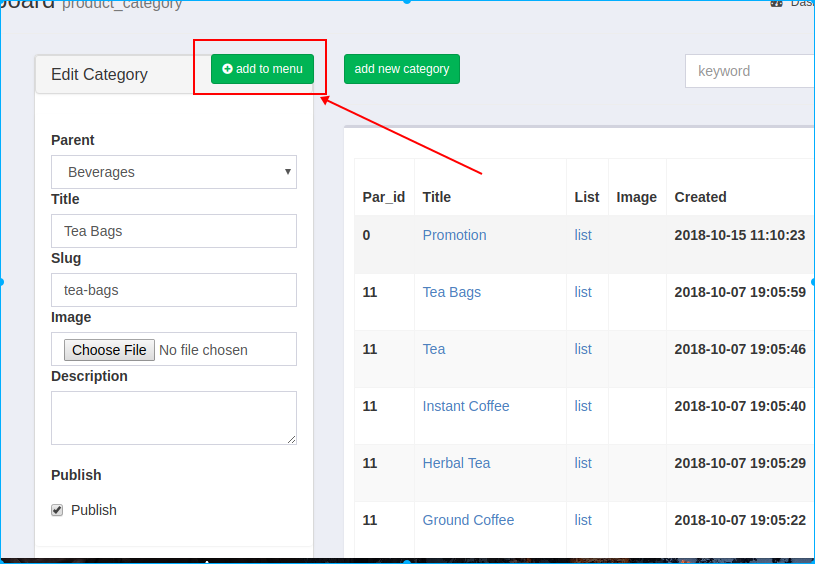 product_category
Edit Category
add to menu
add new category
keyword
Parent
Beverages
Title
Tea Bags
Slug
tea-bags
Image
Choose File No file chosen
Description
Publish
Publish
Par_id Title List Image Created
0 Promotion list 2018-10-15 11:10:23
11 Tea Bags list 2018-10-07 19:05:59
11 Tea list 2018-10-07 19:05:46
11 Instant Coffee list 2018-10-07 19:05:40
11 Herbal Tea list 2018-10-07 19:05:29
11 Ground Coffee list 2018-10-07 19:05:22